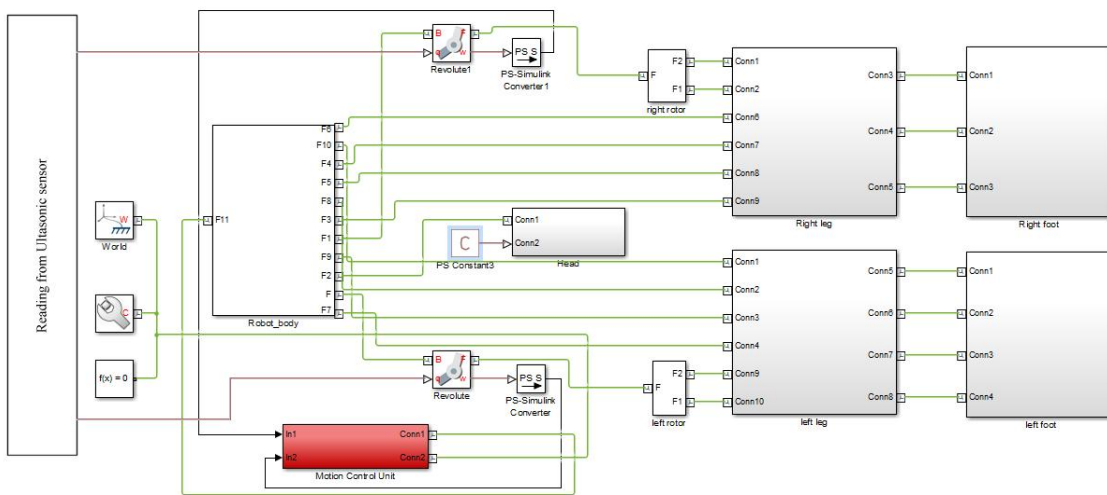 Reading from Ultasonic sensor
W
World
C
f(x) = 0
F11
F6
F10
F4
F5
F8
F3
F1
F9
F2
F
F7
Robot_body
B
F
q
w
Revolute1
PS S
PS-Simulink
Converter1
F
F2
F1
right rotor
Conn1
Conn2
Conn6
Conn7
Conn8
Conn9
Conn3
Conn4
Conn5
Right leg
Conn1
Conn2
Conn3
Right foot
C
PS Constant3
Conn1
Conn2
Head
B
F
q
w
Revolute
PS S
PS-Simulink
Converter
F
F2
F1
left rotor
Conn1
Conn2
Conn3
Conn4
Conn9
Conn10
Conn5
Conn6
Conn7
Conn8
left leg
Conn1
Conn2
Conn3
Conn4
left foot
In1
In2
Conn1
Conn2
Motion Control Unit